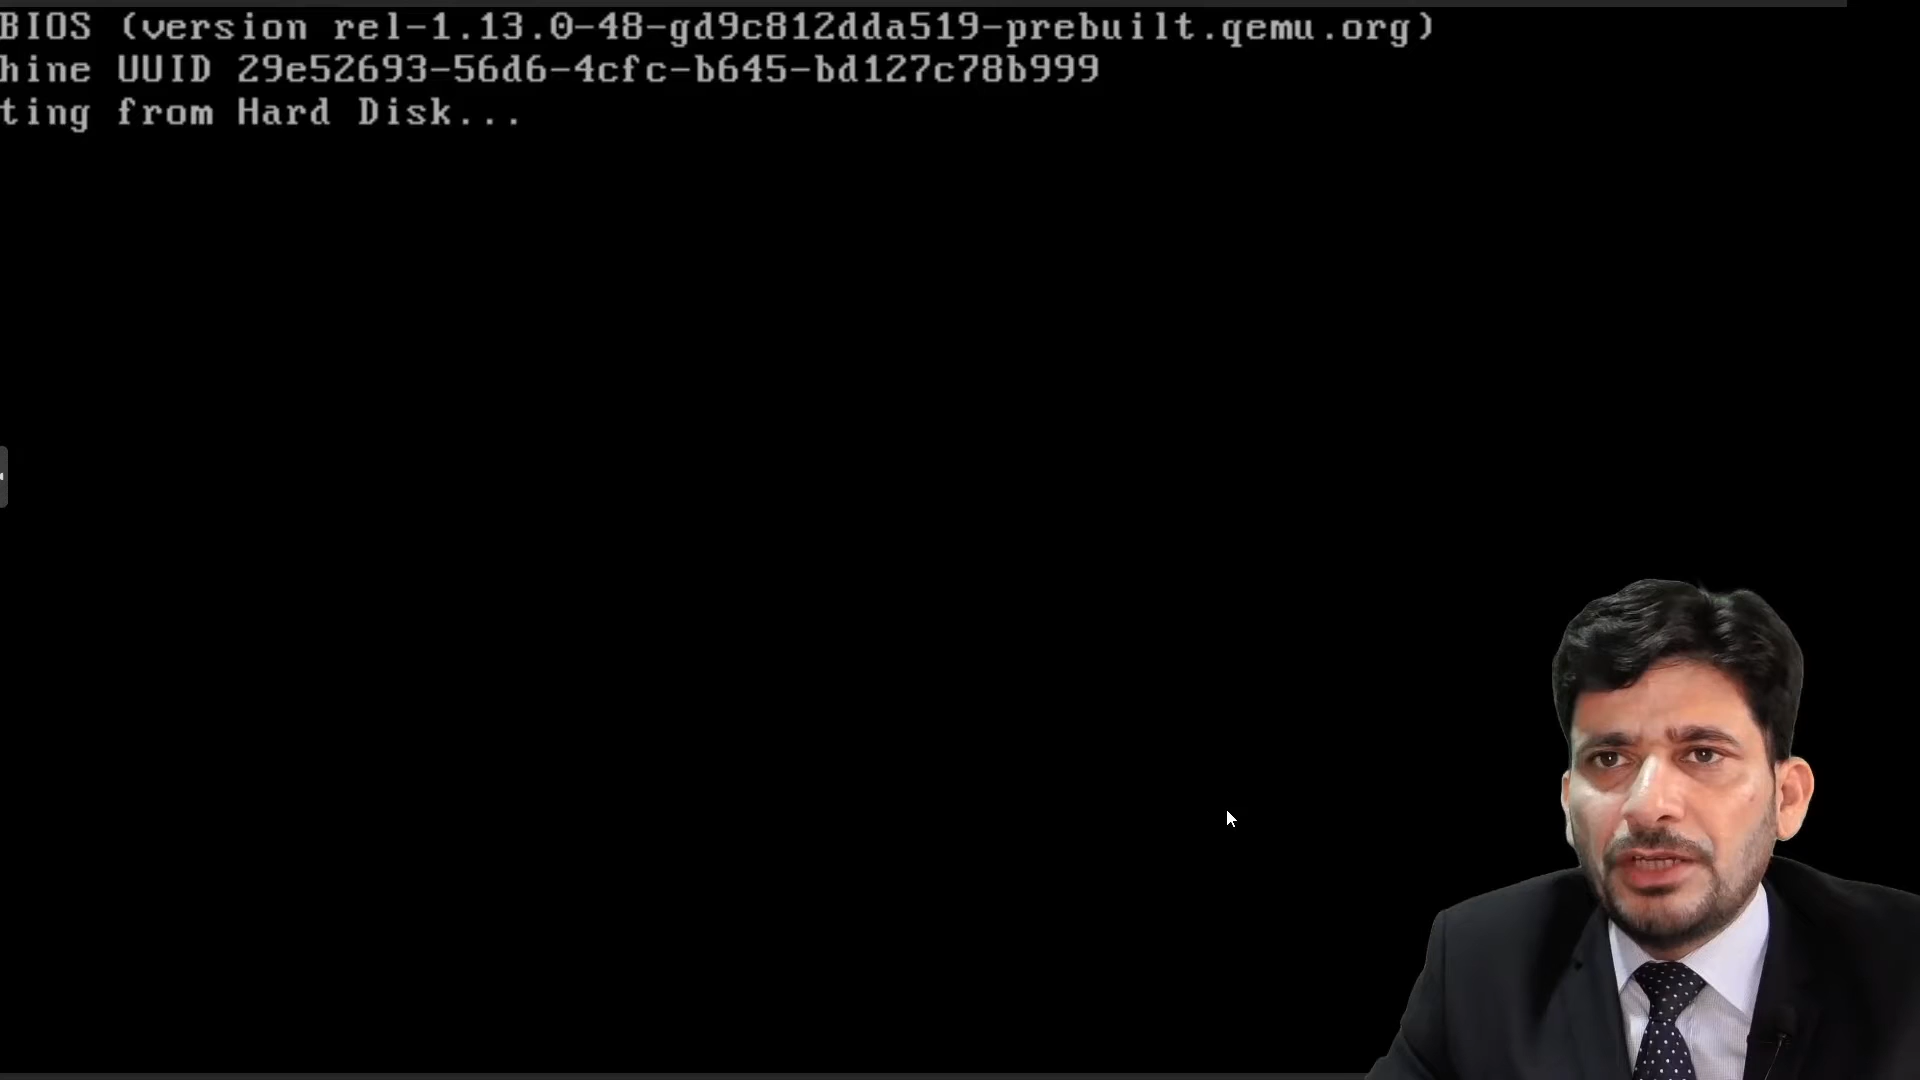 BIOS (version rel-1.13.0-48-gd9c812dda519-prebuilt.qemu.org)
hine UUID 29e52693-56d6-4cfc-b645-bd127c78b999
ting from Hard Disk...